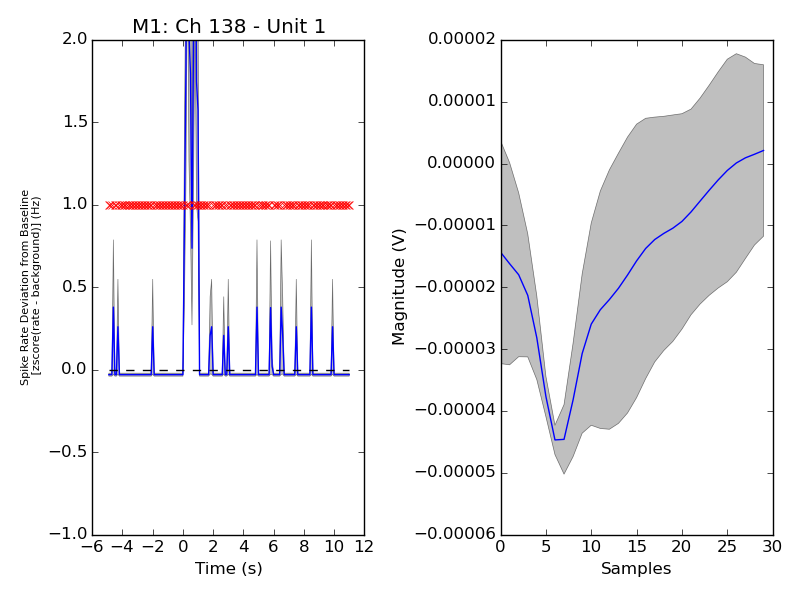 M1: Ch 138 - Unit 1
2.0
1.5
1.0
0.5
0.0
−0.5
−1.0
−6 −4 −2 0 2 4 6 8 10 12
Time (s)
Spike Rate Deviation from Baseline
[zscore(rate - background)] (Hz)
0.00002
0.00001
0.00000
−0.00001
−0.00002
−0.00003
−0.00004
−0.00005
−0.00006
0 5 10 15 20 25 30
Samples
Magnitude (V)